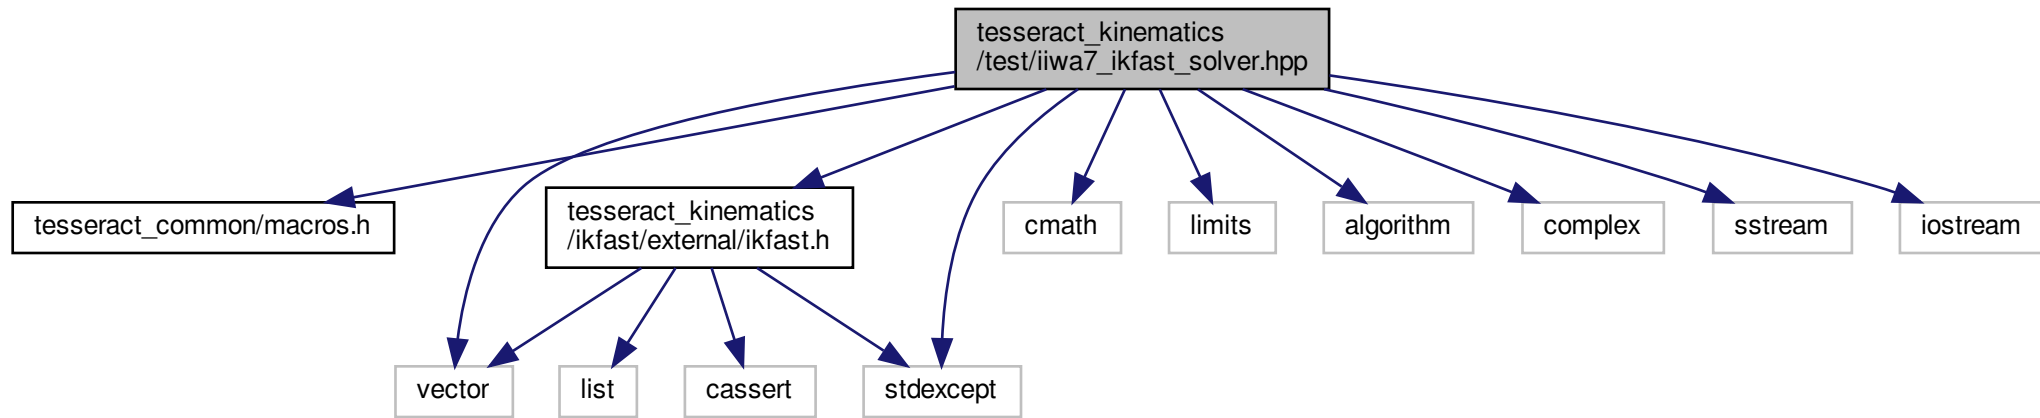 tesseract_kinematics
/test/iiwa7_ikfast_solver.hpp
tesseract_common/macros.h
tesseract_kinematics
/ikfast/external/ikfast.h
cmath
limits
algorithm
complex
sstream
iostream
vector
list
cassert
stdexcept